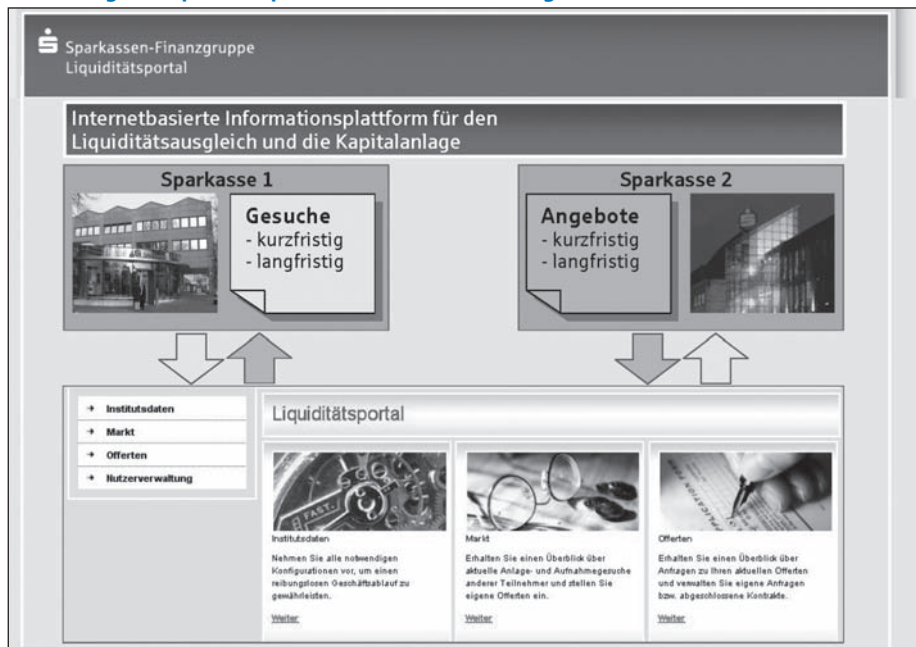 Sparkassen-Finanzgruppe
Liquiditätsportal
Internetbasierte Informationsplattform für den
Liquiditätsausgleich und die Kapitalanlage
Sparkasse 1
Gesuche
- kurzfristig
- langfristig
Sparkasse 2
Angebote
- kurzfristig
- langfristig
Institutsdaten
Markt
Offerten
Nutzerverwaltung
Liquiditätsportal
FAST
Institutsdaten
Nehmen Sie alle notwendigen
Konfigurationen vor, um einen
reibungslosen Geschäftsablauf zu
gewährleisten.
Weiter
Markt
Erhalten Sie einen Überblick über
aktuelle Anlage- und Aufnahmegesuche
anderer Teilnehmer und stellen Sie
eigene Offerten ein.
Weiter
Offerten
Erhalten Sie einen Überblick über
Anfragen zu Ihren aktuellen Offerten
und verwalten Sie eigene Anfragen
bzw. abgeschlossene Kontrakte.
Weiter